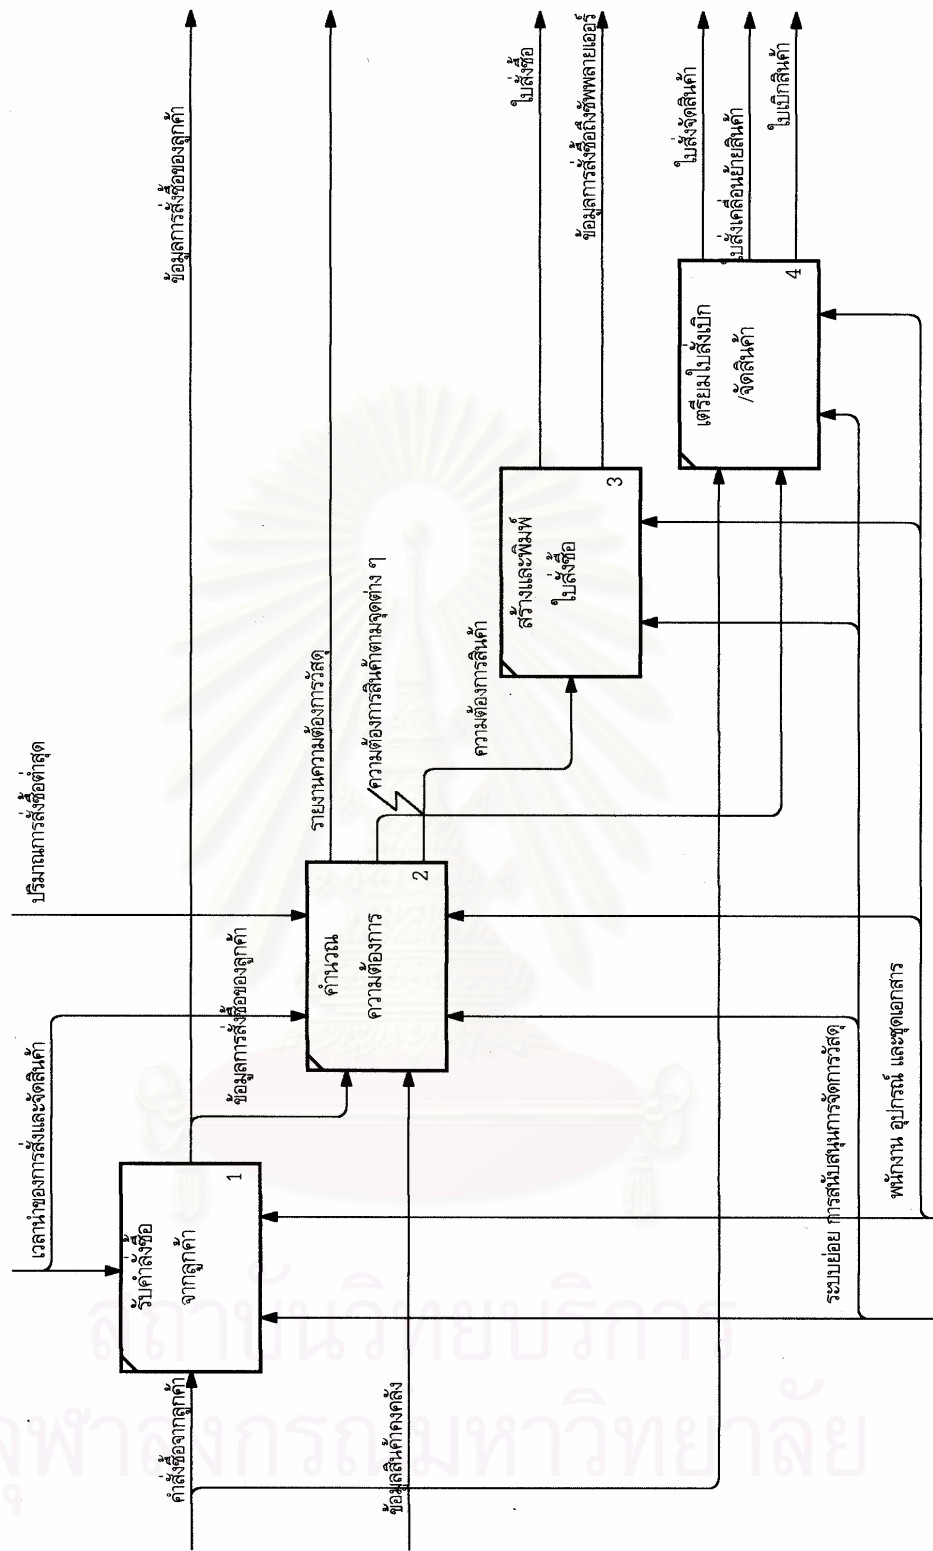 เวลานำของการสั่งและจัดสินค้า
ปริมาณการสั่งซื้อต่ำสุด
คำสั่งซื้อจากลูกค้า
รับคำสั่งซื้อ
จากลูกค้า
1
ข้อมูลการสั่งซื้อของลูกค้า
ข้อมูลการสั่งซื้อของลูกค้า
ข้อมูลสินค้าคงคลัง
คำนวณ
ความต้องการ
2
รายงานความต้องการวัสดุ
ความต้องการสินค้าตามจุดต่าง ๆ
ความต้องการสินค้า
สร้างและพิมพ์
ใบสั่งซื้อ
3
ใบสั่งซื้อ
ข้อมูลการสั่งซื้อถึงซัพพลายเออร์
เตรียมใบสั่งเบิก
/จัดสินค้า
4
ใบสั่งจัดสินค้า
ใบสั่งเคลื่อนย้ายสินค้า
ใบเบิกสินค้า
ระบบย่อย การสนับสนุนการจัดการวัสดุ
พนักงาน อุปกรณ์ และชุดเอกสาร
สถาบันวิทยบริการ
จุฬาลงกรณ์มหาวิทยาลัย